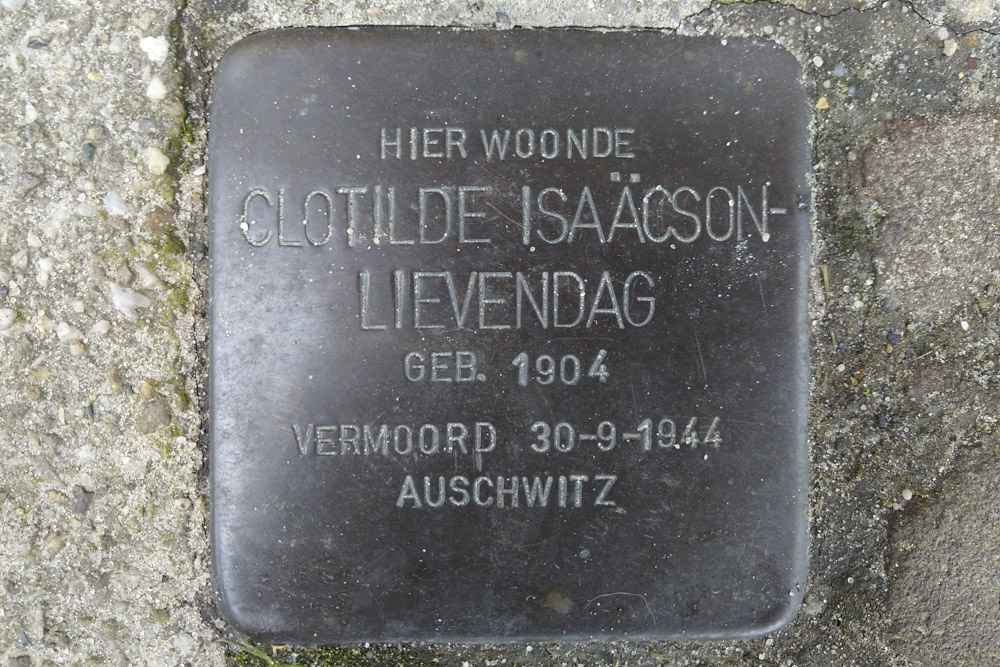 HIER WOONDE
CLOTILDE ISAÄCSON-
LIEVENDAG
GEB. 1904
VERMOORD 30-9-1944
AUSCHWITZ